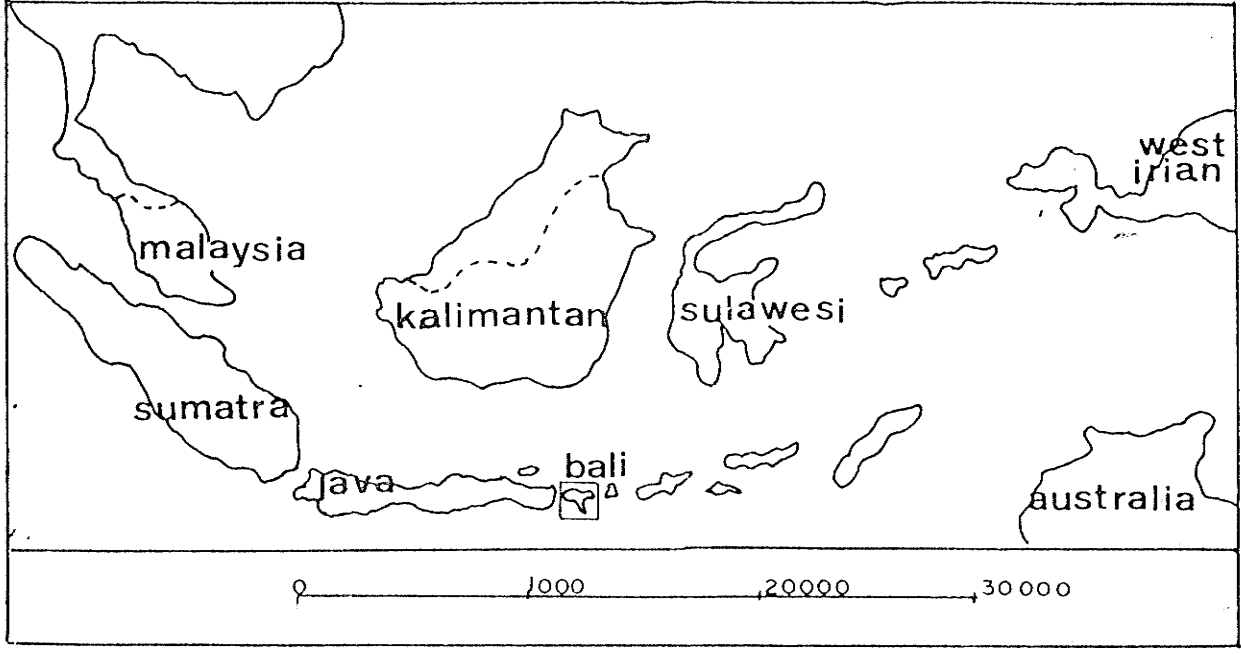 west
irian
malaysia
kalimantan
sulawesi
sumatra
bali
java
australia
0 1000 20000 30000